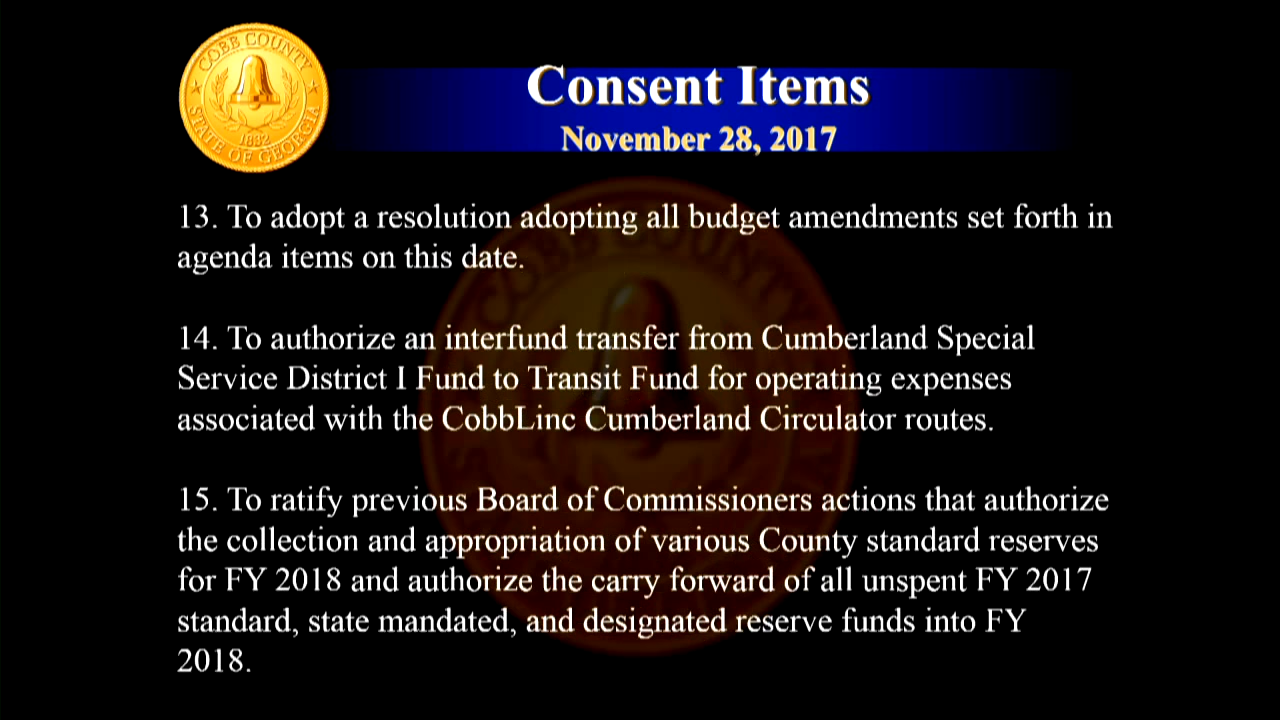 COBB COUNTY
STATE OF GEORGIA
1832
Consent Items
November 28, 2017
13. To adopt a resolution adopting all budget amendments set forth in
agenda items on this date.
14. To authorize an interfund transfer from Cumberland Special
Service District I Fund to Transit Fund for operating expenses
associated with the CobbLinc Cumberland Circulator routes.
15. To ratify previous Board of Commissioners actions that authorize
the collection and appropriation of various County standard reserves
for FY 2018 and authorize the carry forward of all unspent FY 2017
standard, state mandated, and designated reserve funds into FY
2018.